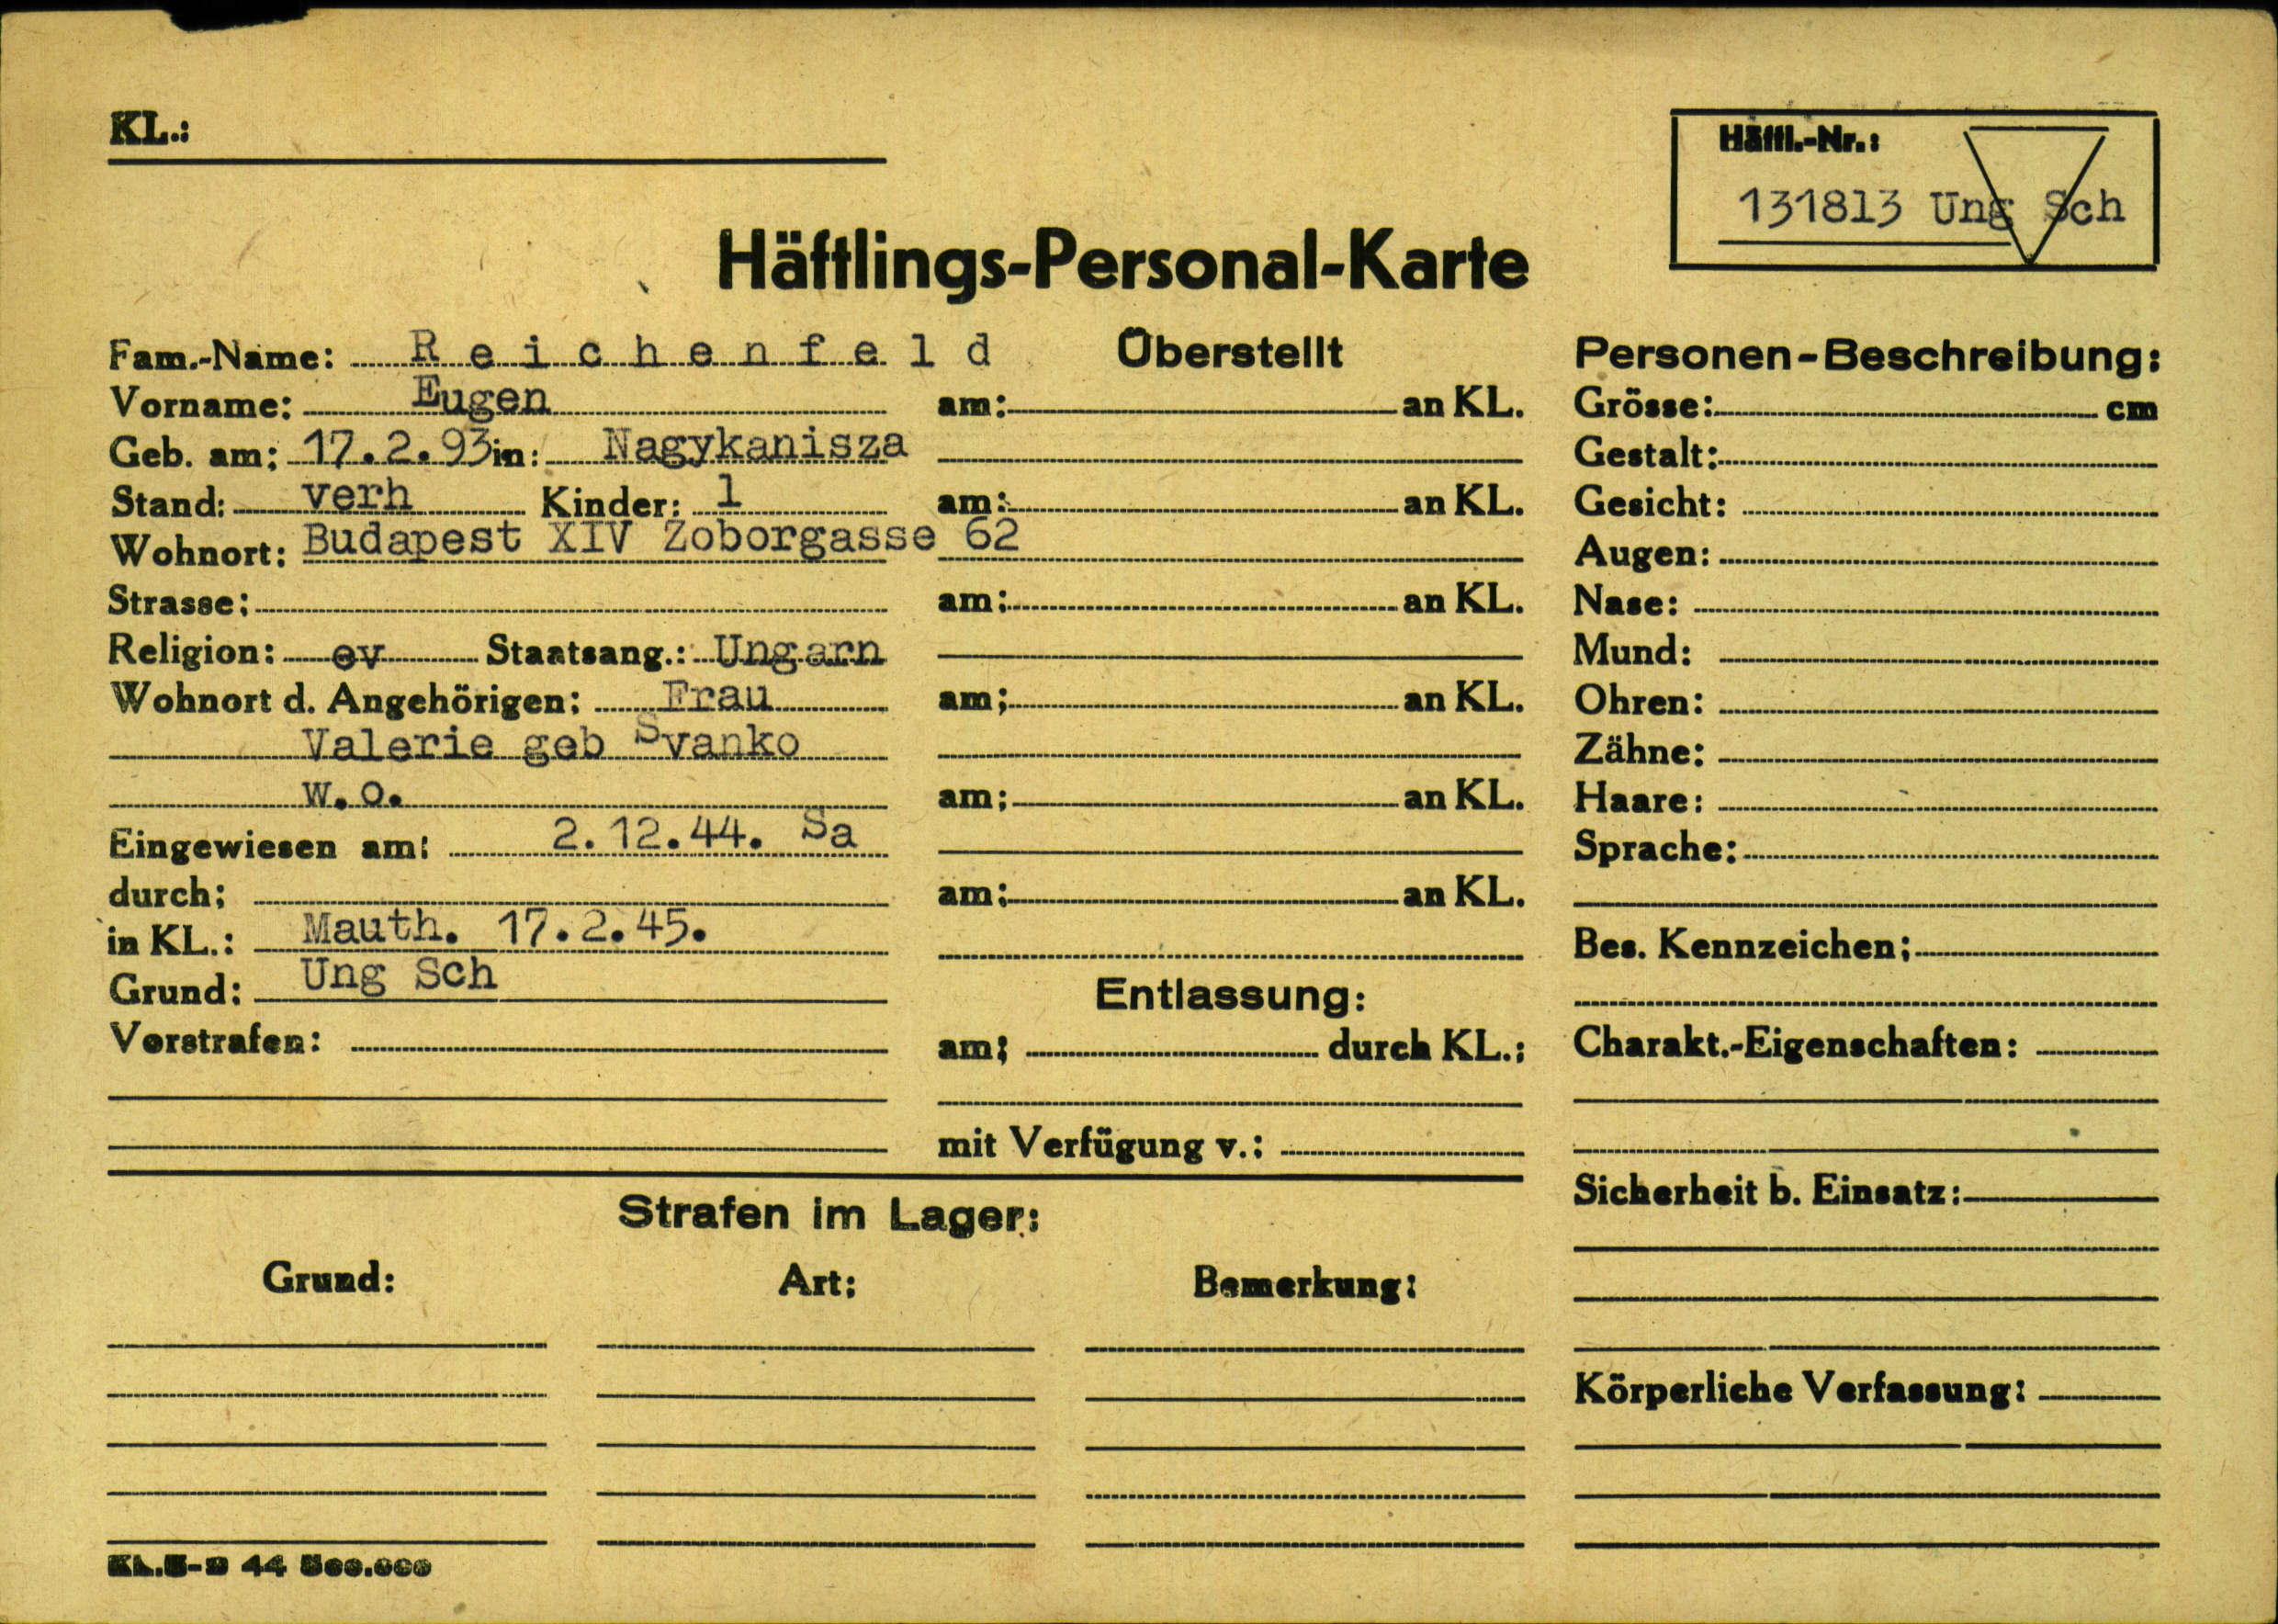 KL.:
Häftl.-Nr.:
131813 Ung Sch
Häftlings-Personal-Karte
Fam.-Name: Reichenfeld
Vorname: Eugen
Geb. am: 17.2.93 in: Nagykanisza
Stand: verh Kinder: 1
Wohnort: Budapest XIV Zoborgasse 62
Strasse:
Religion: ev Staatsang.: Ungarn
Wohnort d. Angehörigen: Frau
Valerie geb Svanko
w.o.
Eingewiesen am: 2.12.44. Sa
durch:
in KL.: Mauth. 17.2.45.
Grund: Ung Sch
Vorstrafen:
Überstellt
am: an KL.
am: an KL.
am: an KL.
am: an KL.
am: an KL.
am: an KL.
Entlassung:
am: durch KL.:
mit Verfügung v.:
Personen-Beschreibung:
Grösse: cm
Gestalt:
Gesicht:
Augen:
Nase:
Mund:
Ohren:
Zähne:
Haare:
Sprache:
Bes. Kennzeichen:
Charakt.-Eigenschaften:
Sicherheit b. Einsatz:
Körperliche Verfassung:
Strafen im Lager:
Grund: Art: Bemerkung:
44